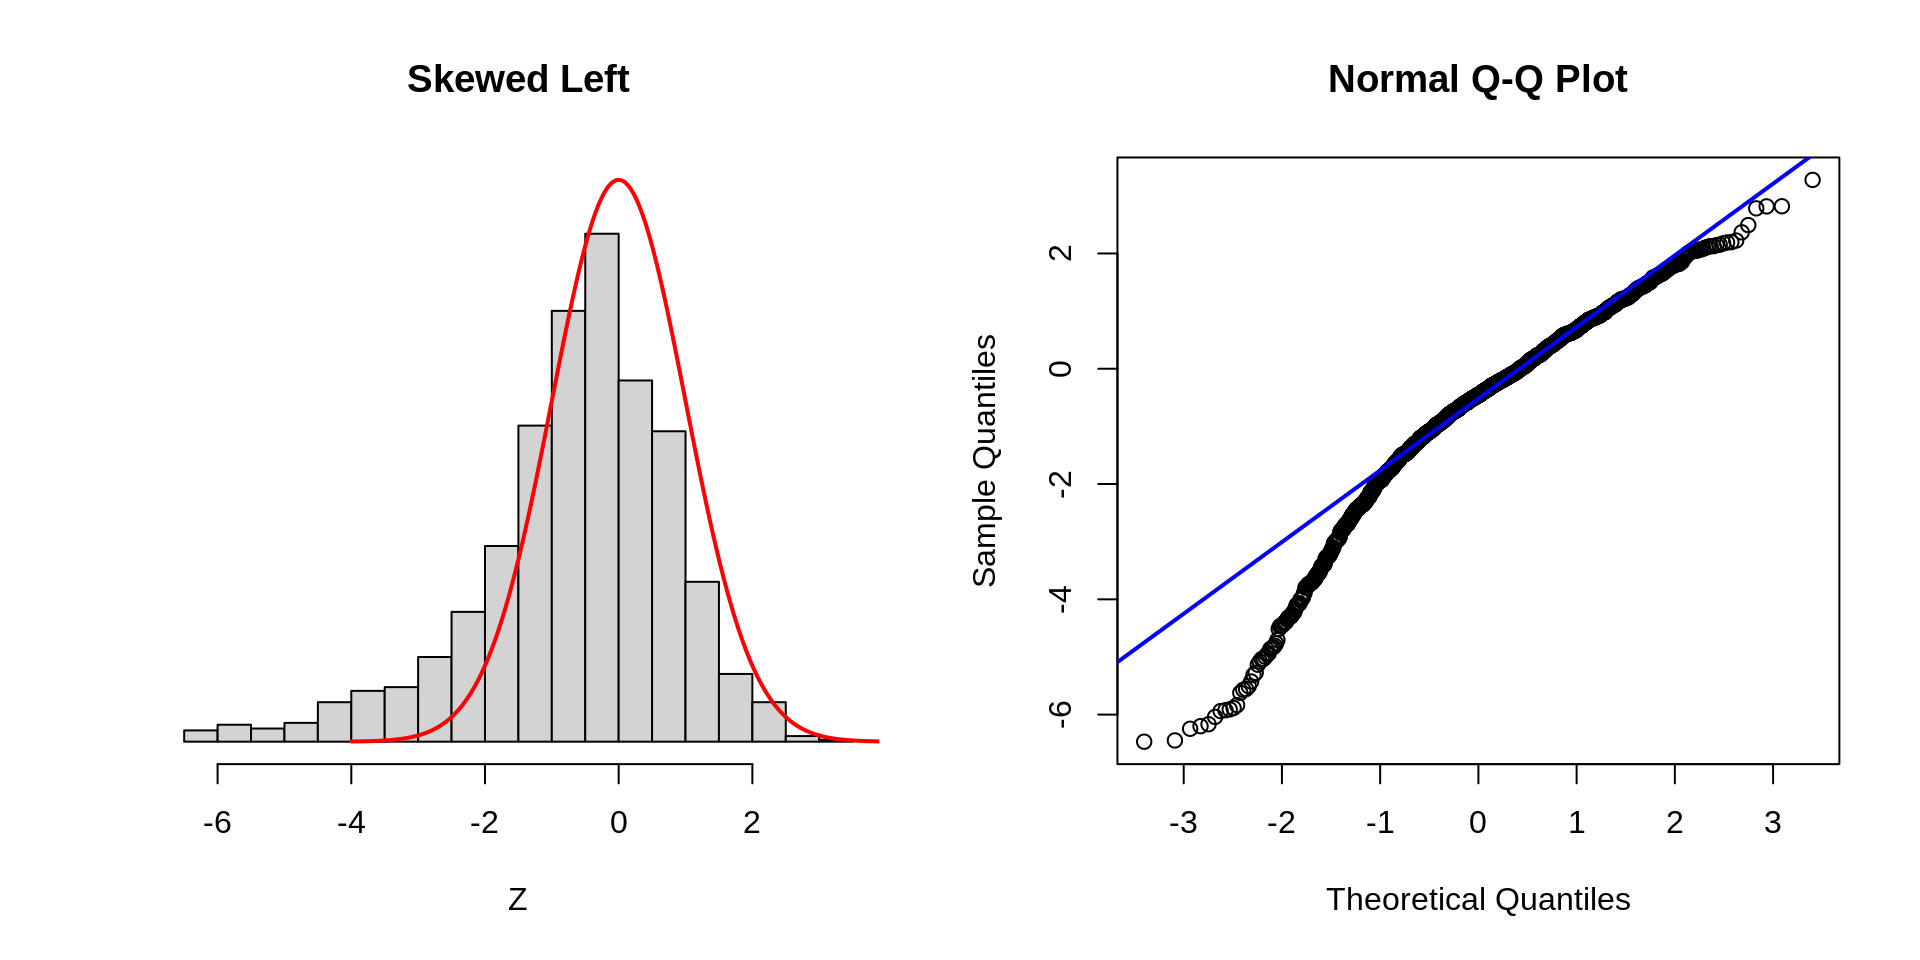 Skewed Left
-6 -4 -2 0 2
Z
Normal Q-Q Plot
Sample Quantiles
2
0
-2
-4
-6
-3 -2 -1 0 1 2 3
Theoretical Quantiles